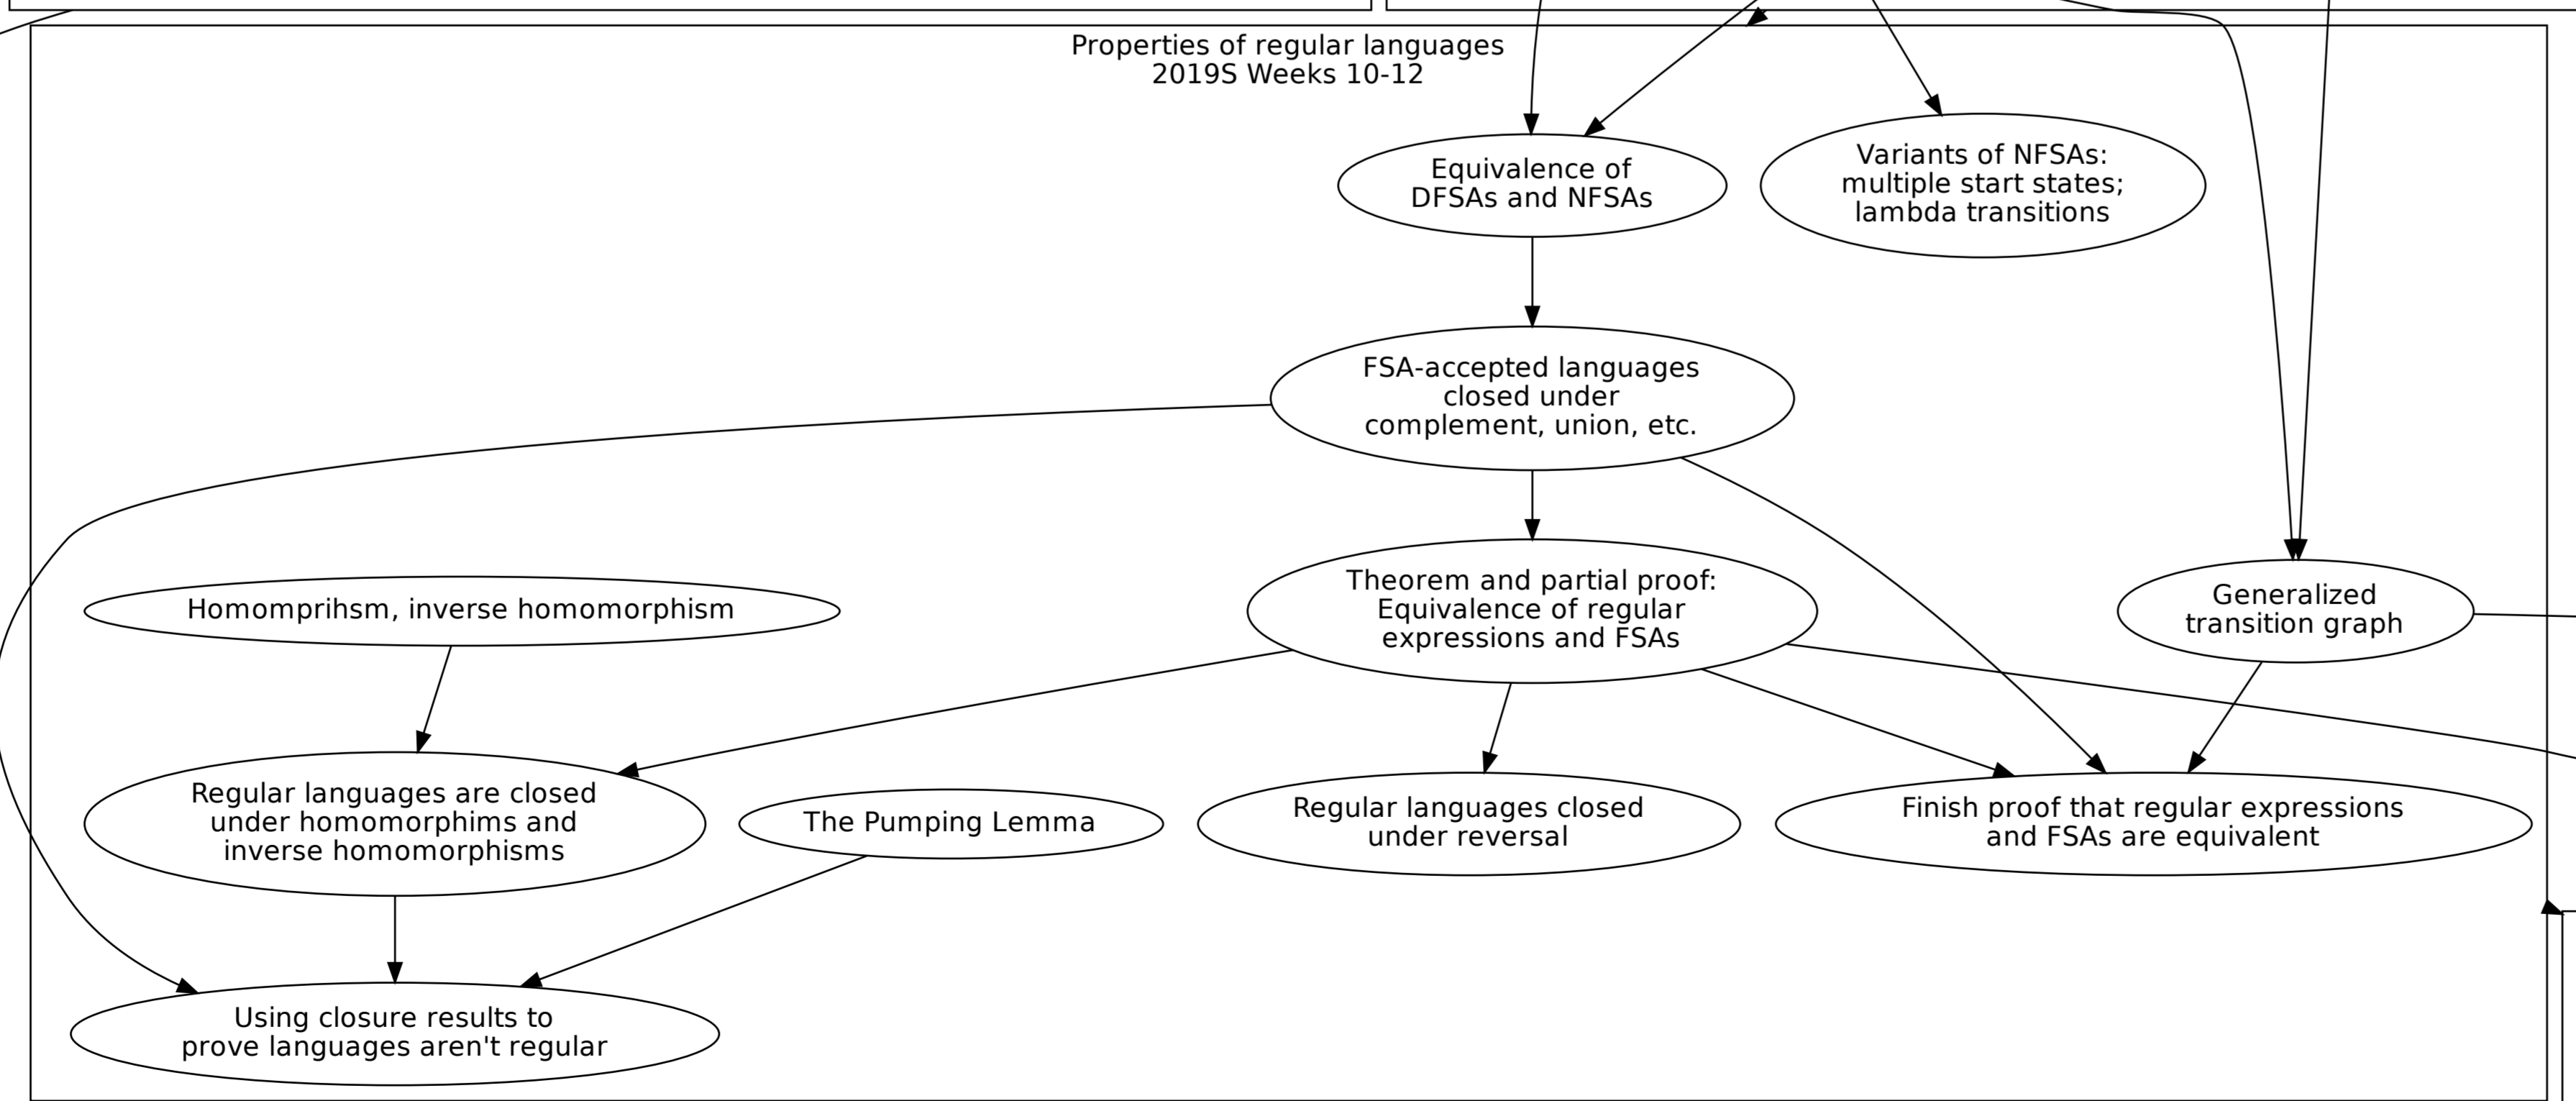 Properties of regular languages
2019S Weeks 10-12
Equivalence of
DFSAs and NFSAs
Variants of NFSAs:
multiple start states;
lambda transitions
FSA-accepted languages
closed under
complement, union, etc.
Homomprihsm, inverse homomorphism
Theorem and partial proof:
Equivalence of regular
expressions and FSAs
Generalized
transition graph
Regular languages are closed
under homomorphims and
inverse homomorphisms
The Pumping Lemma
Regular languages closed
under reversal
Finish proof that regular expressions
and FSAs are equivalent
Using closure results to
prove languages aren't regular